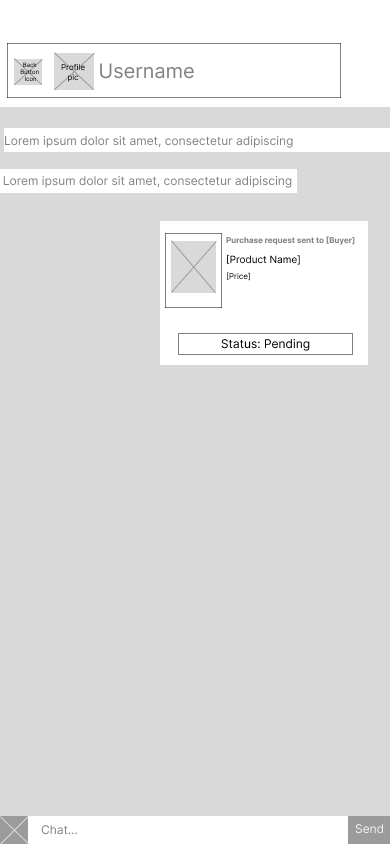 Back
Button
Icon
Profile
pic
Username
Lorem ipsum dolor sit amet, consectetur adipiscing
Lorem ipsum dolor sit amet, consectetur adipiscing
Purchase request sent to [Buyer]
[Product Name]
[Price]
Status: Pending
Chat...
Send